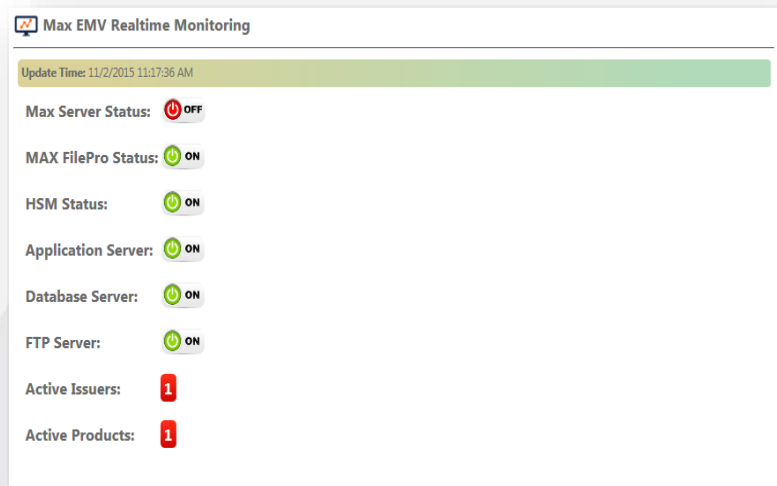 Max EMV Realtime Monitoring
Update Time: 11/2/2015 11:17:36 AM
Max Server Status: OFF
MAX FilePro Status: ON
HSM Status: ON
Application Server: ON
Database Server: ON
FTP Server: ON
Active Issuers: 1
Active Products: 1